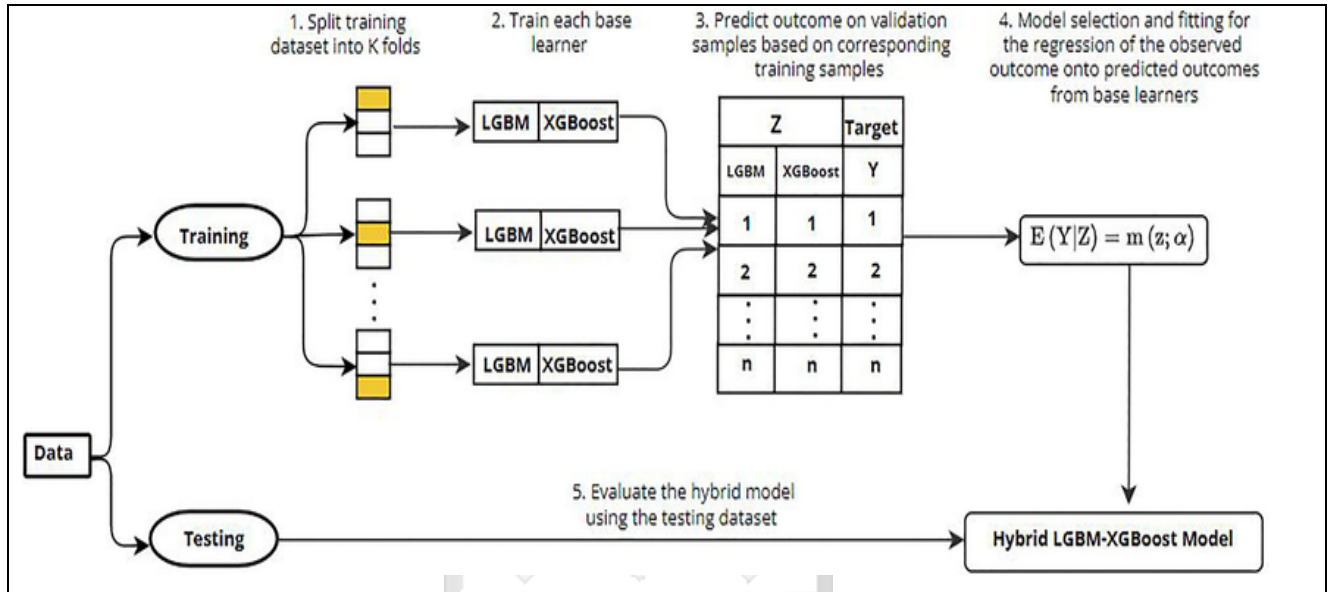 1. Split training
dataset into K folds
2. Train each base
learner
3. Predict outcome on validation
samples based on corresponding
training samples
4. Model selection and fitting for
the regression of the observed
outcome onto predicted outcomes
from base learners
Training
LGBM XGBoost
LGBM XGBoost
LGBM XGBoost
Z Target
LGBM XGBoost Y
1 1 1
2 2 2
n n n
E (Y|Z) = m (z; α)
Data
5. Evaluate the hybrid model
using the testing dataset
Testing
Hybrid LGBM-XGBoost Model